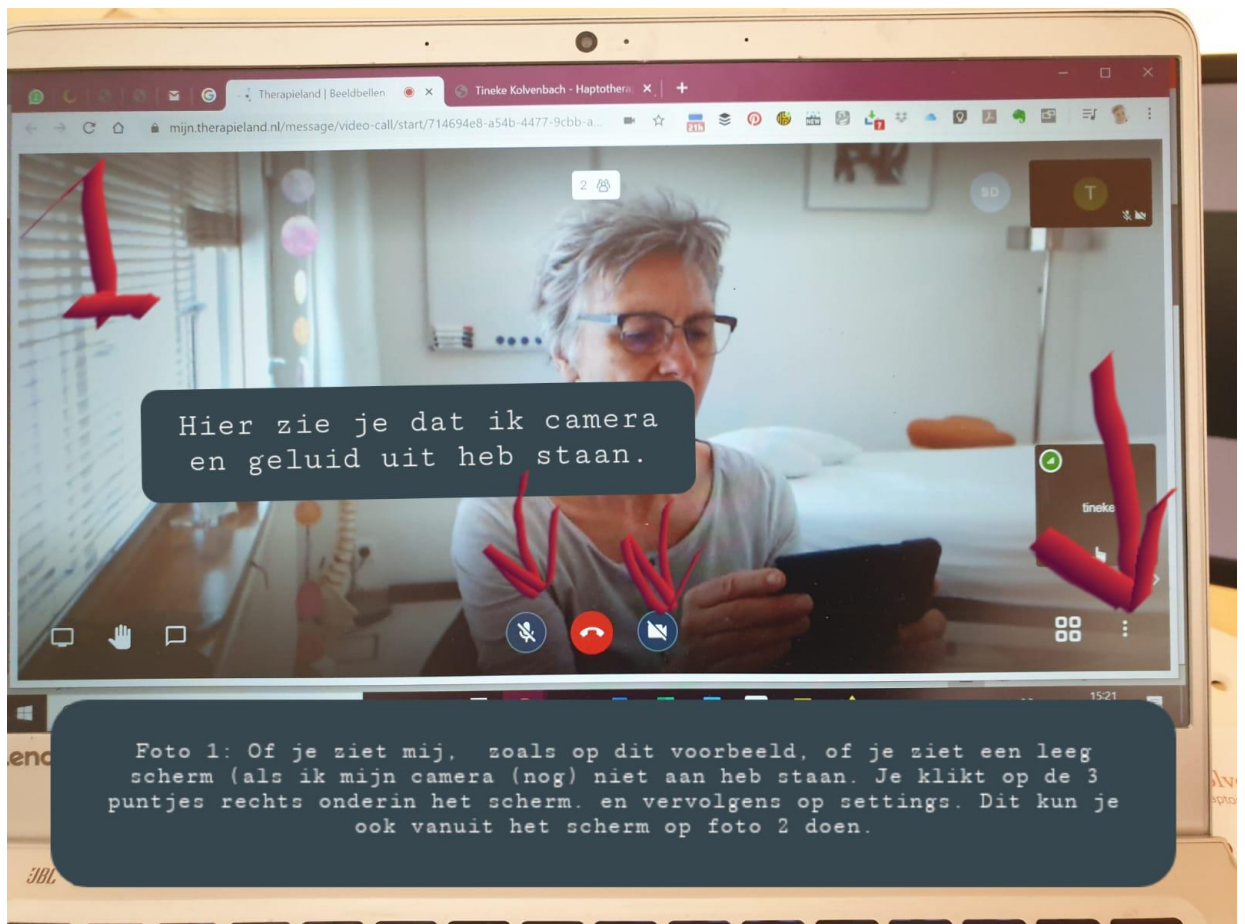 Therapieland | Beeldbellen
Tineke Kolvenbach - Haptothera
mijn.therapieland.nl/message/video-call/start/714694e8-a54b-4477-9cbb-a...
21h
NEW
?
2
SD
T
Hier zie je dat ik camera
en geluid uit heb staan.
tineke
15:21
Foto 1: Of je ziet mij, zoals op dit voorbeeld, of je ziet een leeg
scherm (als ik mijn camera (nog) niet aan heb staan. Je klikt op de 3
puntjes rechts onderin het scherm. en vervolgens op settings. Dit kun je
ook vanuit het scherm op foto 2 doen.
JBL